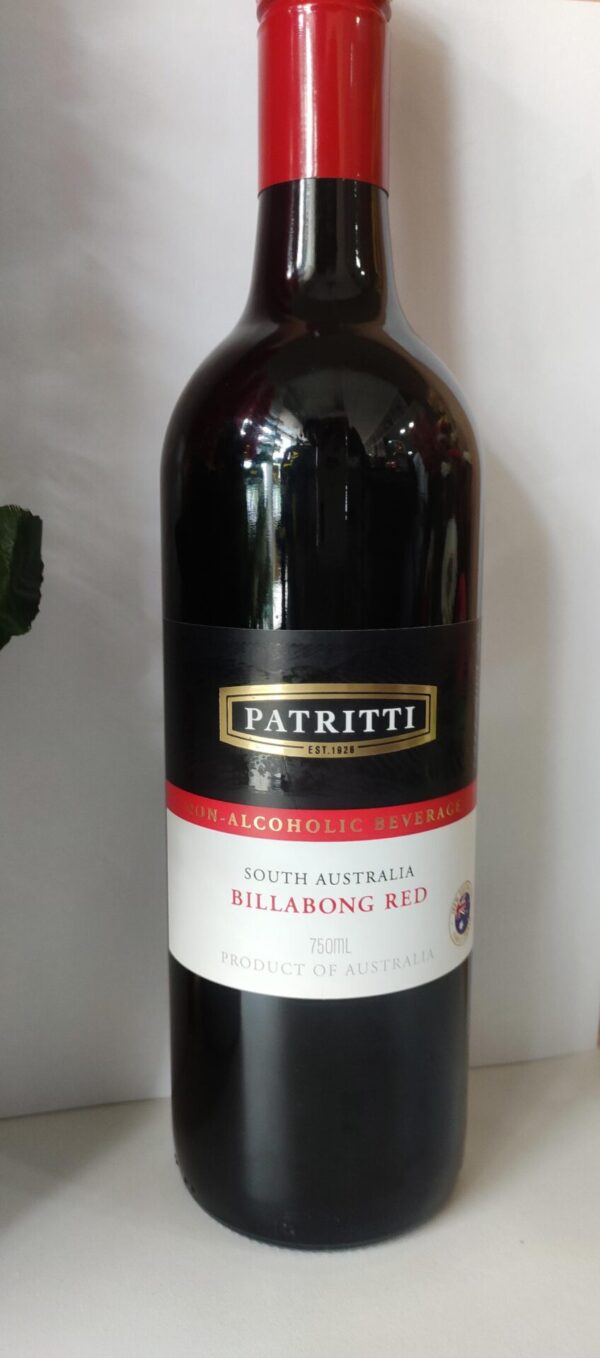 PATRITTI
EST.1926
NON-ALCOHOLIC BEVERAGE
SOUTH AUSTRALIA
BILLABONG RED
750ML
PRODUCT OF AUSTRALIA